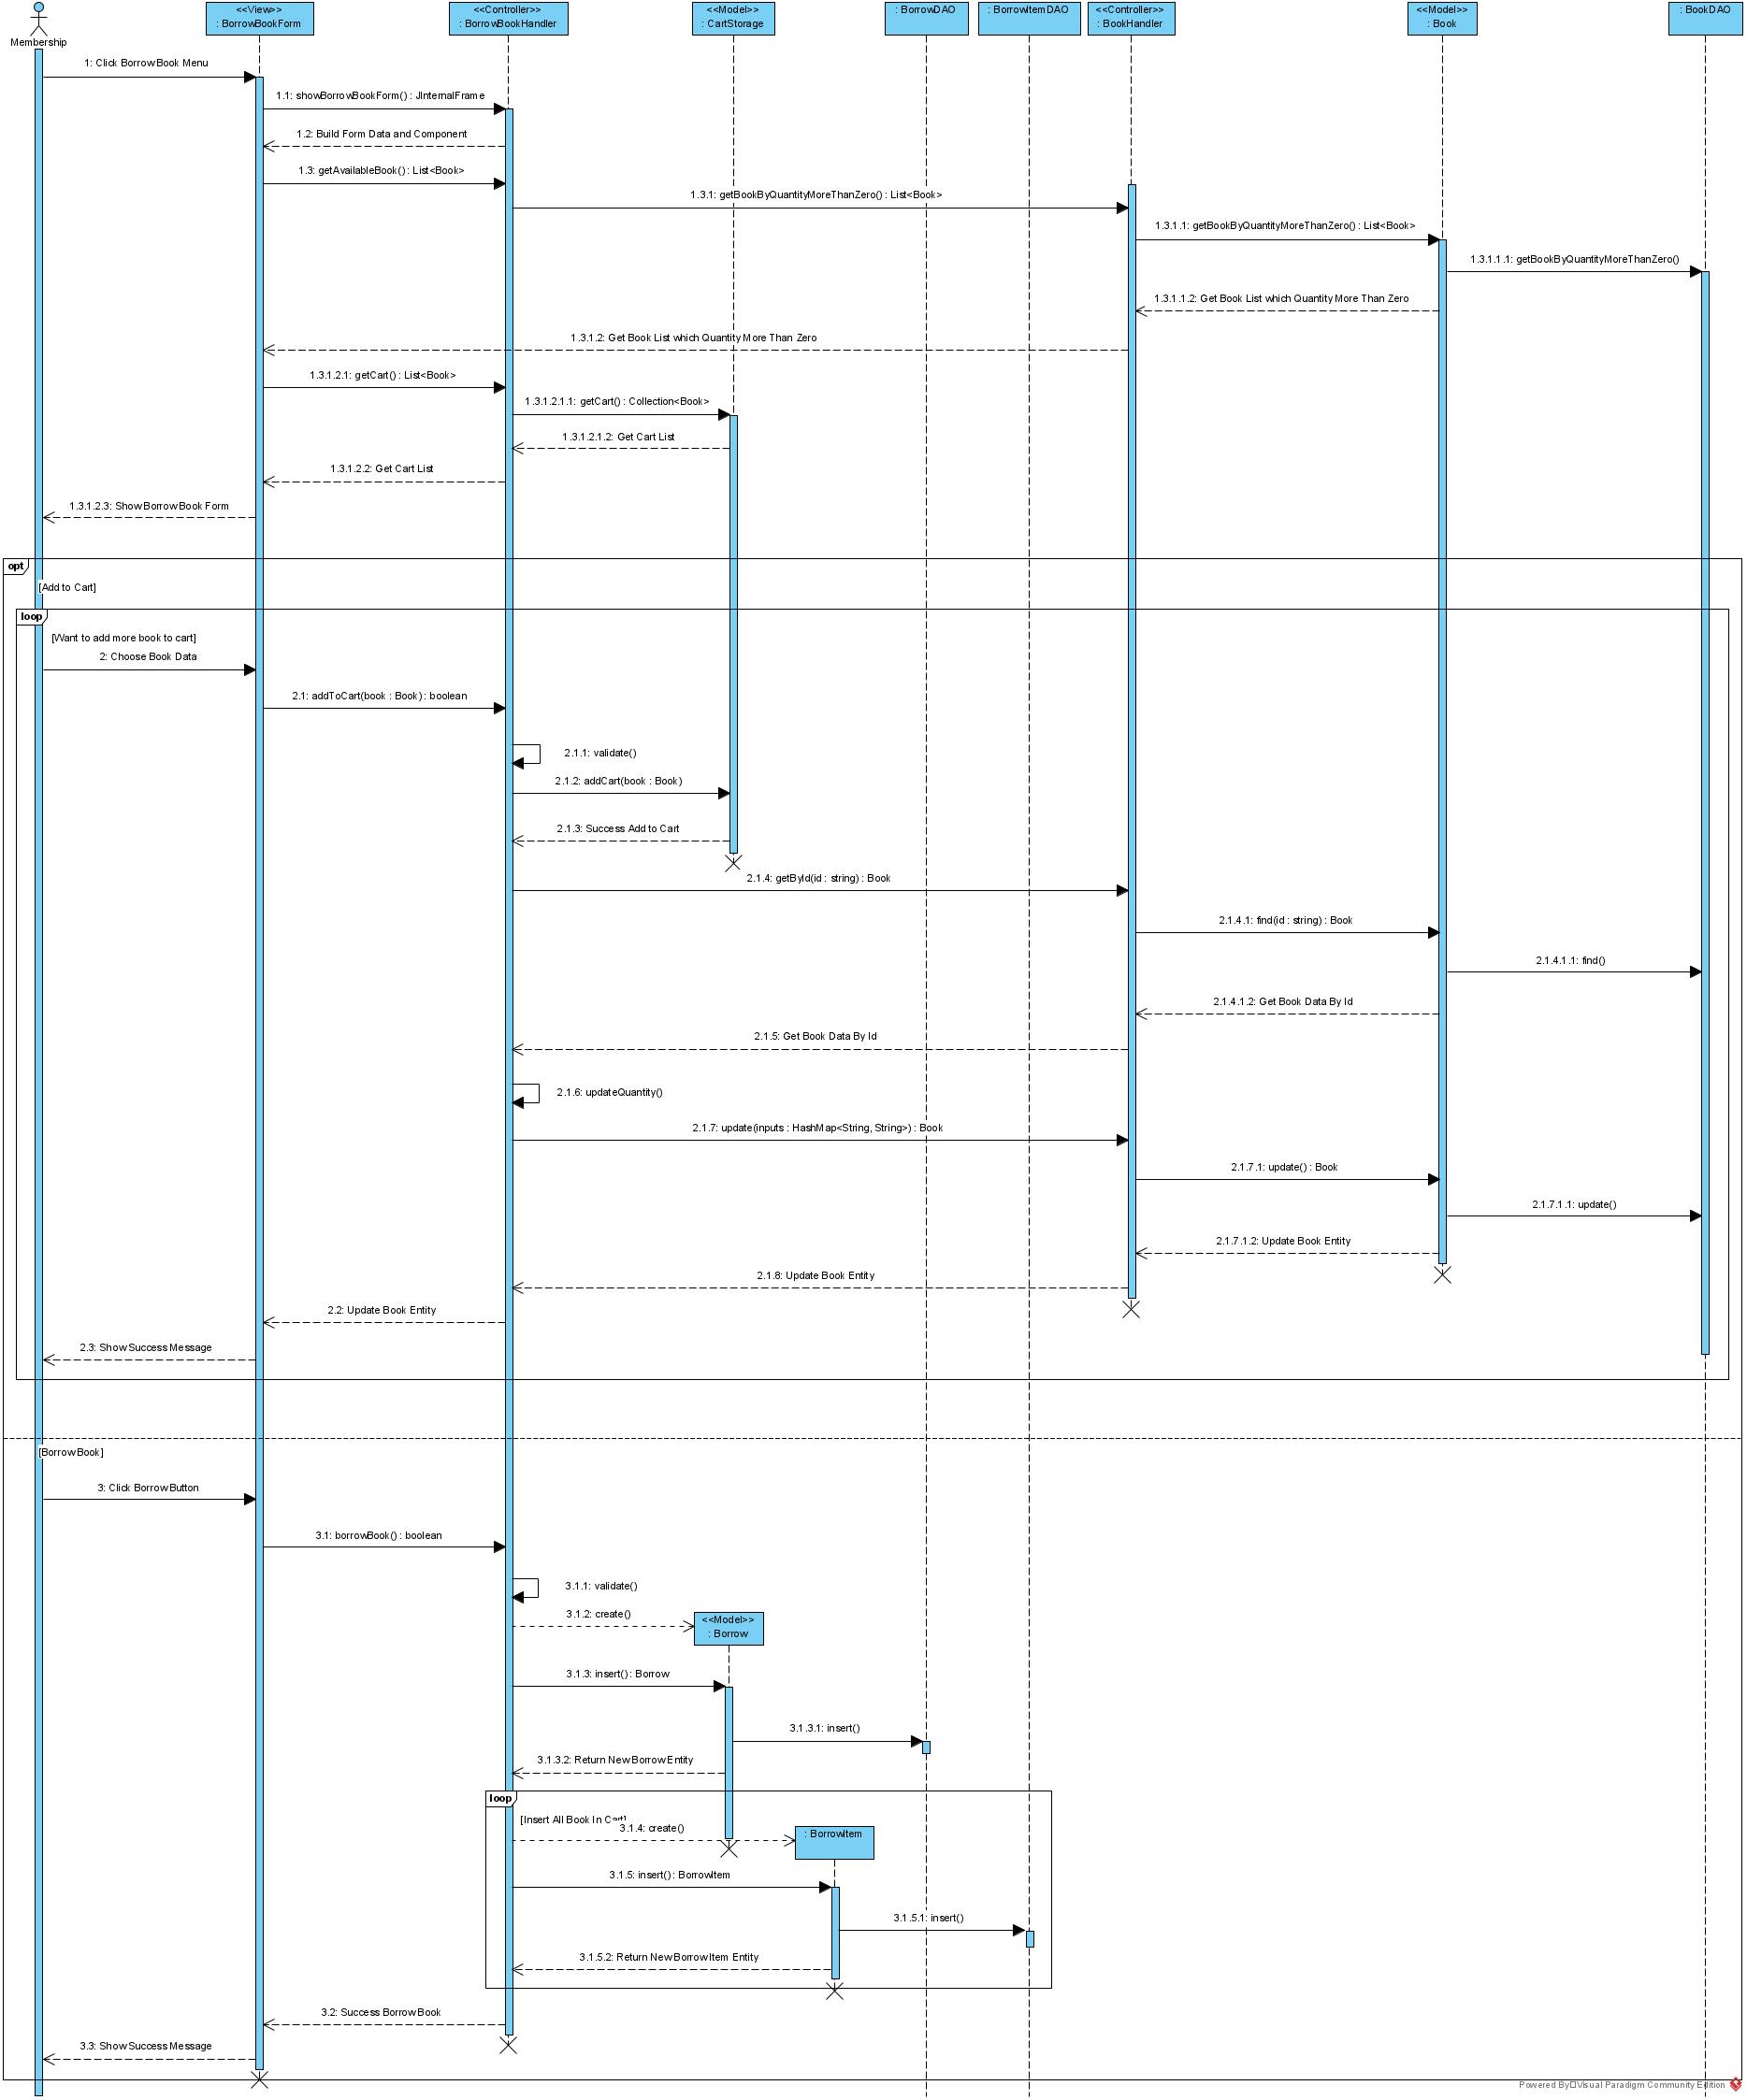 Membership
<<View>>
: BorrowBookForm
<<Controller>>
: BorrowBookHandler
<<Model>>
: CartStorage
: BorrowDAO
: BorrowItemDAO
<<Controller>>
: BookHandler
<<Model>>
: Book
: BookDAO
1: Click BorrowBook Menu
1.1: showBorrowBookForm() : JInternalFrame
1.2: Build Form Data and Component
1.3: getAvailableBook() : List<Book>
1.3.1: getBookByQuantityMoreThanZero() : List<Book>
1.3.1.1: getBookByQuantityMoreThanZero() : List<Book>
1.3.1.1.1: getBookByQuantityMoreThanZero()
1.3.1.1.2: Get Book List which Quantity More Than Zero
1.3.1.2: Get Book List which Quantity More Than Zero
1.3.1.2.1: getCart() : List<Book>
1.3.1.2.1.1: getCart() : Collection<Book>
1.3.1.2.1.2: Get Cart List
1.3.1.2.2: Get Cart List
1.3.1.2.3: Show BorrowBook Form
opt
[Add to Cart]
loop
[Want to add more book to cart]
2: Choose Book Data
2.1: addToCart(book : Book) : boolean
2.1.1: validate()
2.1.2: addCart(book : Book)
2.1.3: Success Add to Cart
2.1.4: getById(id : string) : Book
2.1.4.1: find(id : string) : Book
2.1.4.1.1: find()
2.1.4.1.2: Get Book Data By Id
2.1.5: Get Book Data By Id
2.1.6: updateQuantity()
2.1.7: update(inputs : HashMap<String, String>) : Book
2.1.7.1: update() : Book
2.1.7.1.1: update()
2.1.7.1.2: Update Book Entity
2.1.8: Update Book Entity
2.2: Update Book Entity
2.3: Show Success Message
[BorrowBook]
3: Click BorrowButton
3.1: borrowBook() : boolean
3.1.1: validate()
3.1.2: create()
<<Model>>
: Borrow
3.1.3: insert() : Borrow
3.1.3.1: insert()
3.1.3.2: Return New Borrow Entity
loop
[Insert All Book In Cart]
3.1.4: create()
: BorrowItem
3.1.5: insert() : BorrowItem
3.1.5.1: insert()
3.1.5.2: Return New BorrowItem Entity
3.2: Success BorrowBook
3.3: Show Success Message
Powered By□Visual Paradigm Community Edition